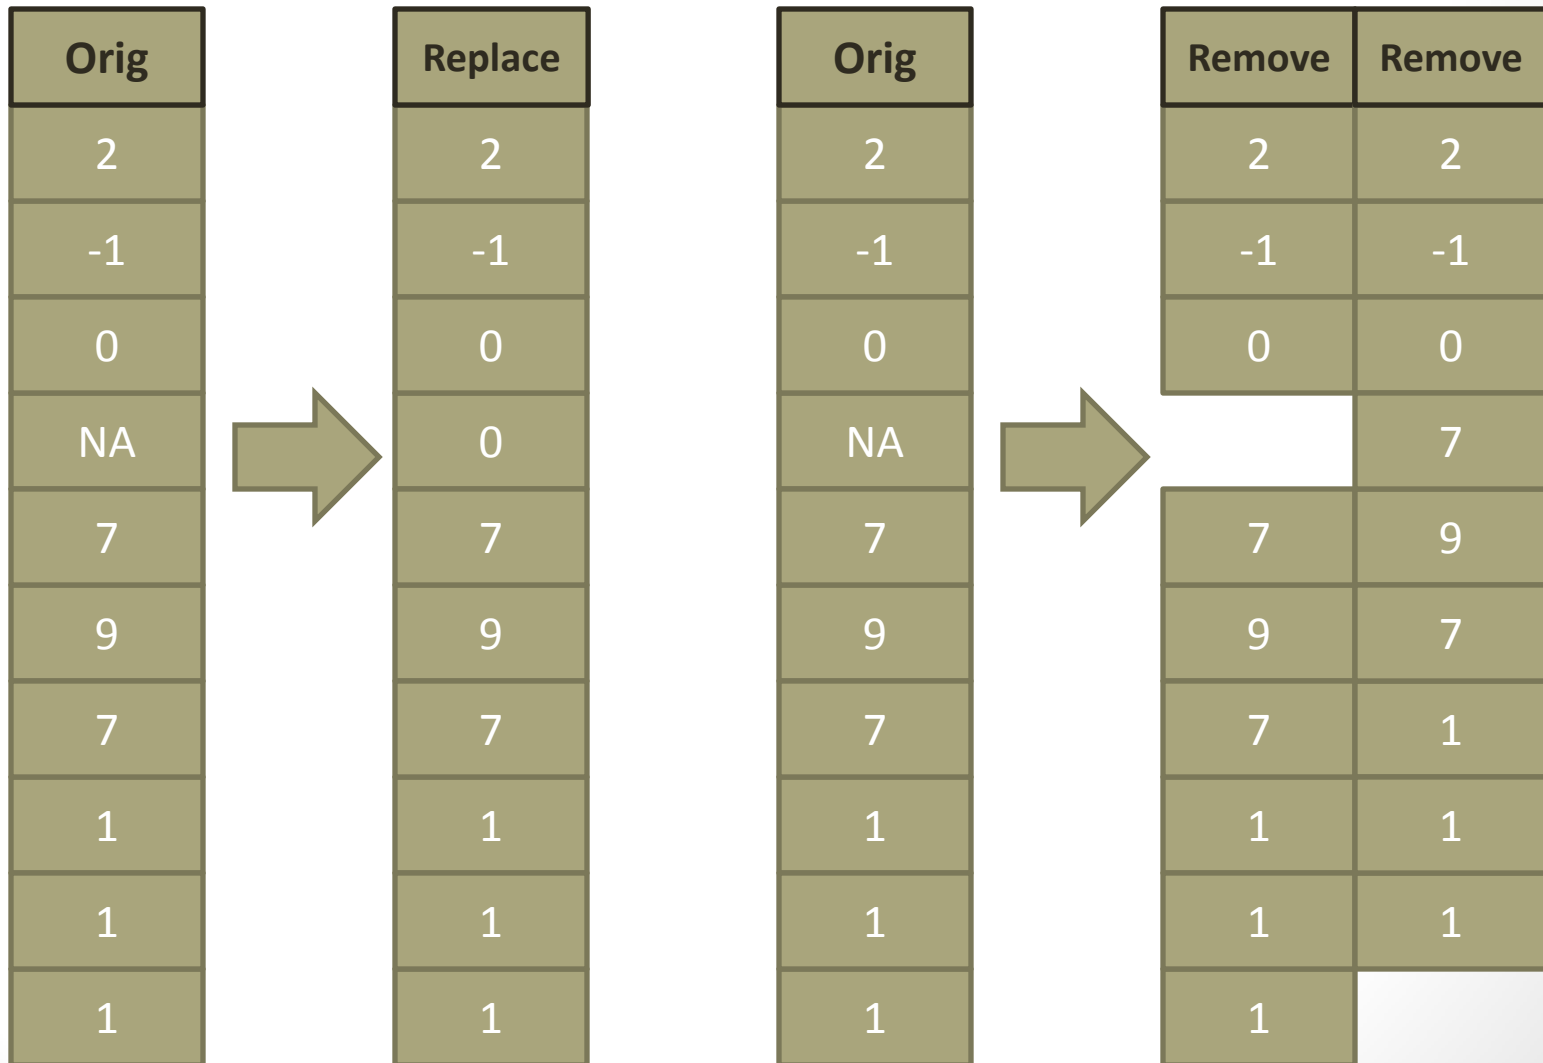 Orig Replace Orig Remove Remove
2 2 2 2 2
-1 -1 -1 -1 -1
0 0 0 0 0
NA 0 NA 7
7 7 7 7 9
9 9 9 9 7
7 7 7 7 1
1 1 1 1 1
1 1 1 1 1
1 1 1 1